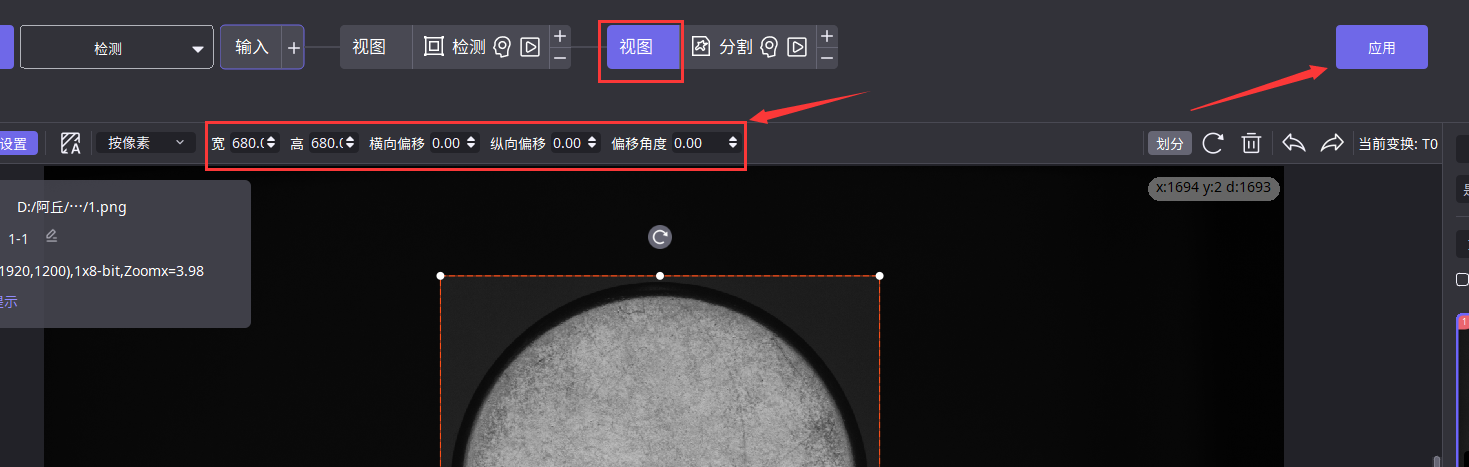 检测 输入 + 视图 检测 + − 视图 分割 + − 应用
设置 A 按像素 宽 680.0 高 680.0 横向偏移 0.00 纵向偏移 0.00 偏移角度 0.00 划分 当前变换: T0
x:1694 y:2 d:1693
D:/阿丘/···/1.png
1-1
1920,1200),1x8-bit,Zoomx=3.98
提示
1